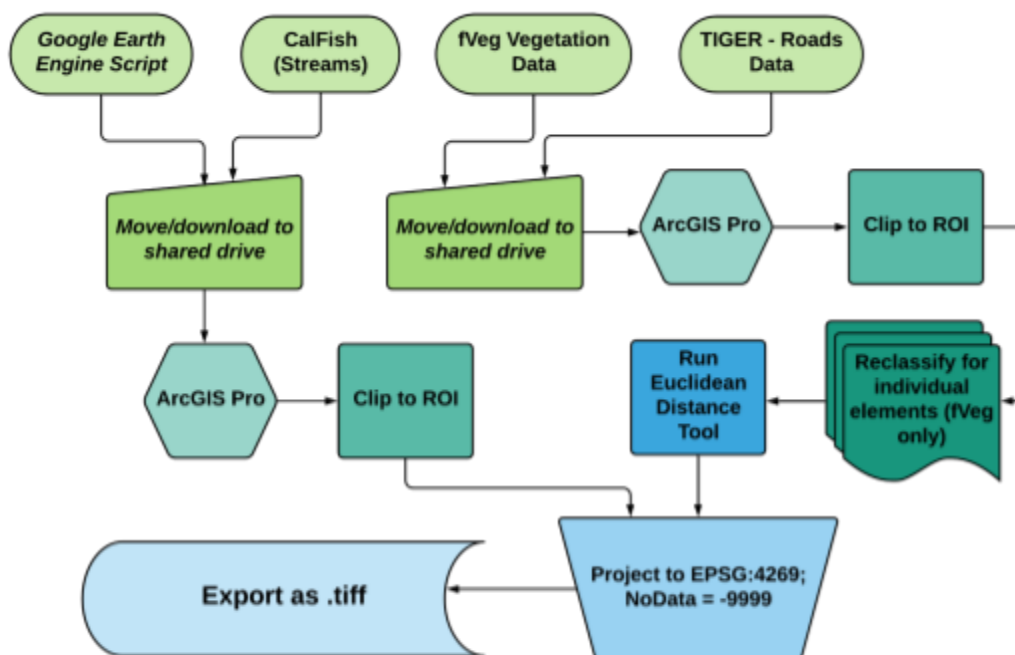 Google Earth
Engine Script
CalFish
(Streams)
fVeg Vegetation
Data
TIGER - Roads
Data
Move/download to
shared drive
Move/download to
shared drive
ArcGIS Pro
Clip to ROI
ArcGIS Pro
Clip to ROI
Run
Euclidean
Distance
Tool
Reclassify for
individual
elements (fVeg
only)
Project to EPSG:4269;
NoData = -9999
Export as .tiff